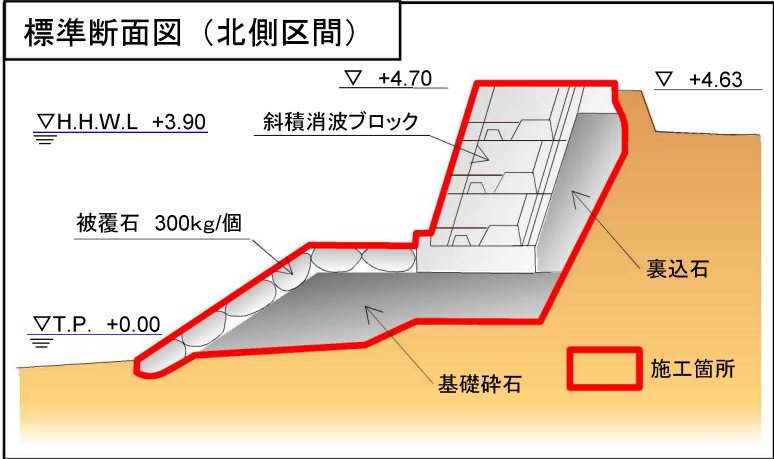 標準断面図（北側区間）
▽ +4.70
▽ +4.63
▽H.H.W.L +3.90
斜積消波ブロック
被覆石 300kg/個
裏込石
▽T.P. +0.00
施工箇所
基礎砕石